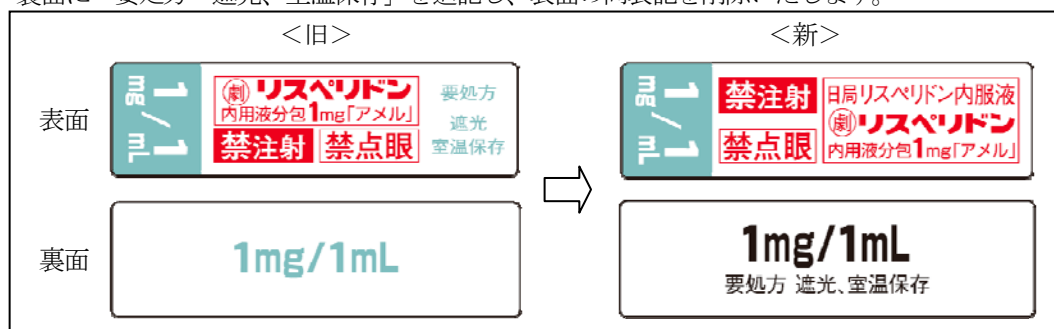 裏面に「要処方 遮光、室温保存」を追記し、表面の同表記を削除いたします。
＜旧＞
＜新＞
表面
1mg/1mL
劇 リスペリドン
内用液分包1mg「アメル」
禁注射 禁点眼
要処方
遮光
室温保存
1mg/1mL
禁注射
禁点眼
日局リスペリドン内服液
劇 リスペリドン
内用液分包1mg「アメル」
裏面
1mg/1mL
1mg/1mL
要処方 遮光、室温保存